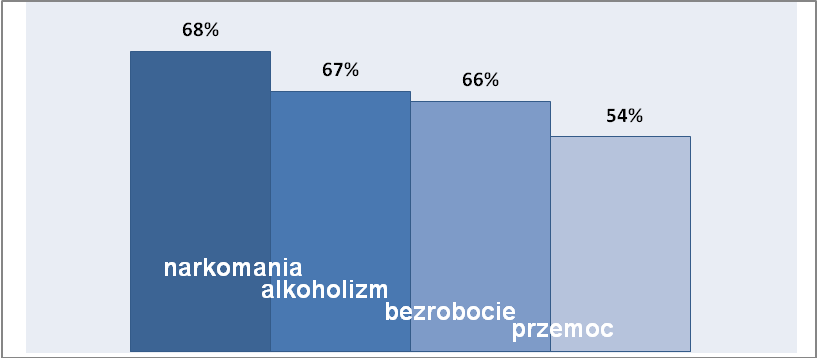 68%
67%
66%
54%
narkomania
alkoholizm
bezrobocie
przemoc